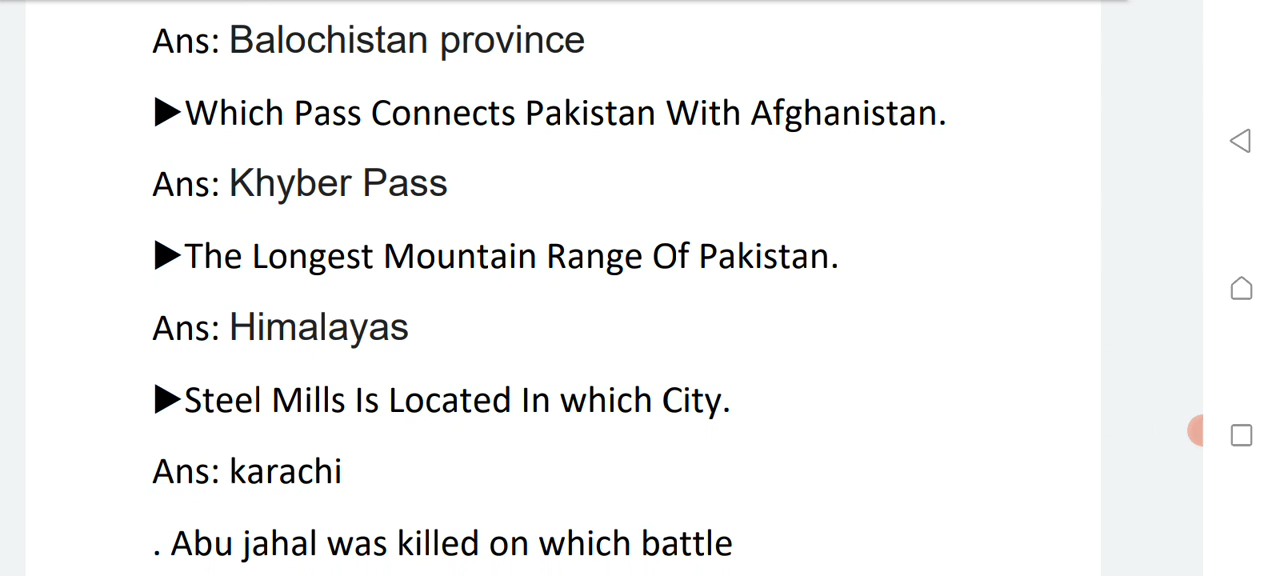 Ans: Balochistan province
▶Which Pass Connects Pakistan With Afghanistan.
Ans: Khyber Pass
▶The Longest Mountain Range Of Pakistan.
Ans: Himalayas
▶Steel Mills Is Located In which City.
Ans: karachi
. Abu jahal was killed on which battle